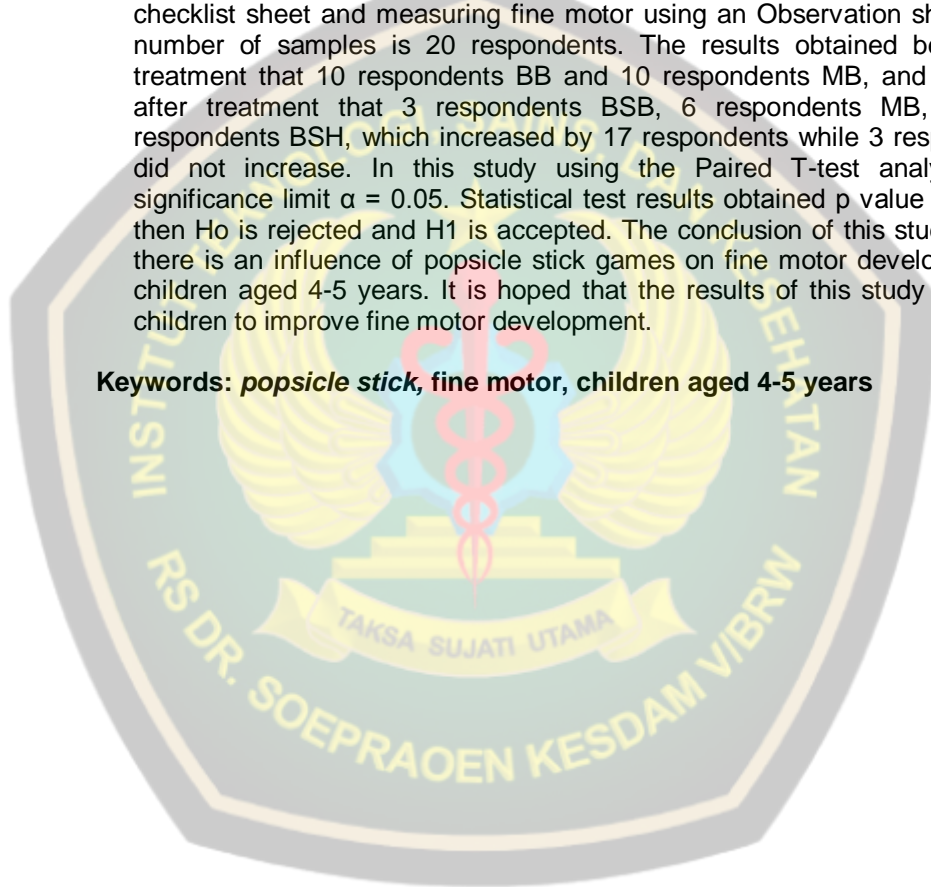 checklist sheet and measuring fine motor using an Observation
number of samples is 20 respondents. The results obtained
treatment that 10 respondents BB and 10 respondents MB, and
after treatment that 3 respondents BSB, 6 respondents MB,
respondents BSH, which increased by 17 respondents while 3
did not increase. In this study using the Paired T-test
significance limit α = 0.05. Statistical test results obtained p value
then Ho is rejected and H1 is accepted. The conclusion of this
there is an influence of popsicle stick games on fine motor
children aged 4-5 years. It is hoped that the results of this study
children to improve fine motor development.
Keywords: popsicle stick, fine motor, children aged 4-5 years
INSTITUT TEKNOLOGI, SAINS, DAN KESEHATAN
TAKSA SUJATI UTAMA
RS DR. SOEPRAOEN KESDAM V/BRW